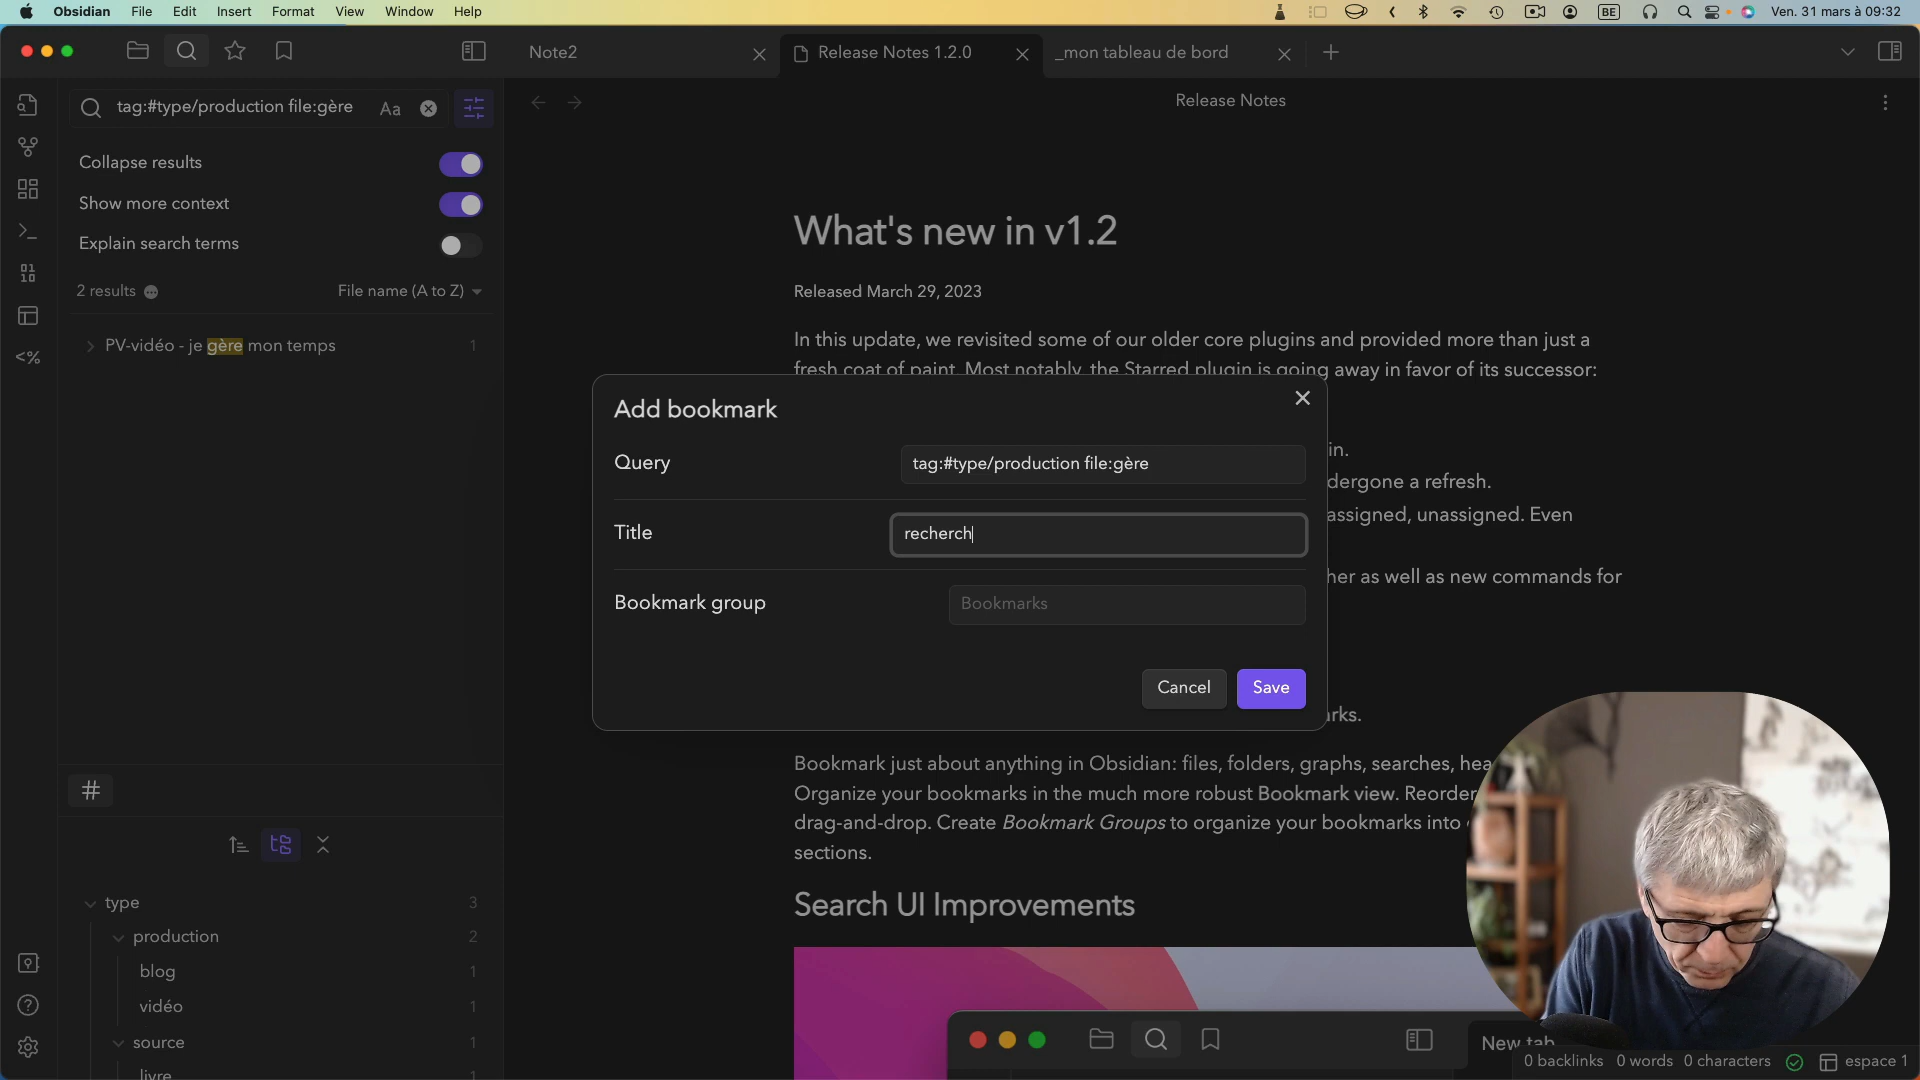 Obsidian File Edit Insert Format View Window Help
BE Ven. 31 mars à 09:32
Note2
Release Notes 1.2.0
_mon tableau de bord
tag:#type/production file:gère Aa
Release Notes
Collapse results
Show more context
Explain search terms
2 results File name (A to Z)
PV-vidéo - je gère mon temps 1
What's new in v1.2
Released March 29, 2023
In this update, we revisited some of our older core plugins and provided more than just a
fresh coat of paint. Most notably, the Starred plugin is going away in favor of its successor:
in.
dergone a refresh.
assigned, unassigned. Even
her as well as new commands for
rks.
Add bookmark
Query tag:#type/production file:gère
Title recherch
Bookmark group Bookmarks
Cancel Save
Bookmark just about anything in Obsidian: files, folders, graphs, searches, hea
Organize your bookmarks in the much more robust Bookmark view. Reorder
drag-and-drop. Create Bookmark Groups to organize your bookmarks into
sections.
Search UI Improvements
type 3
production 2
blog 1
vidéo 1
source 1
livre 1
<%
New tab
0 backlinks 0 words 0 characters espace 1